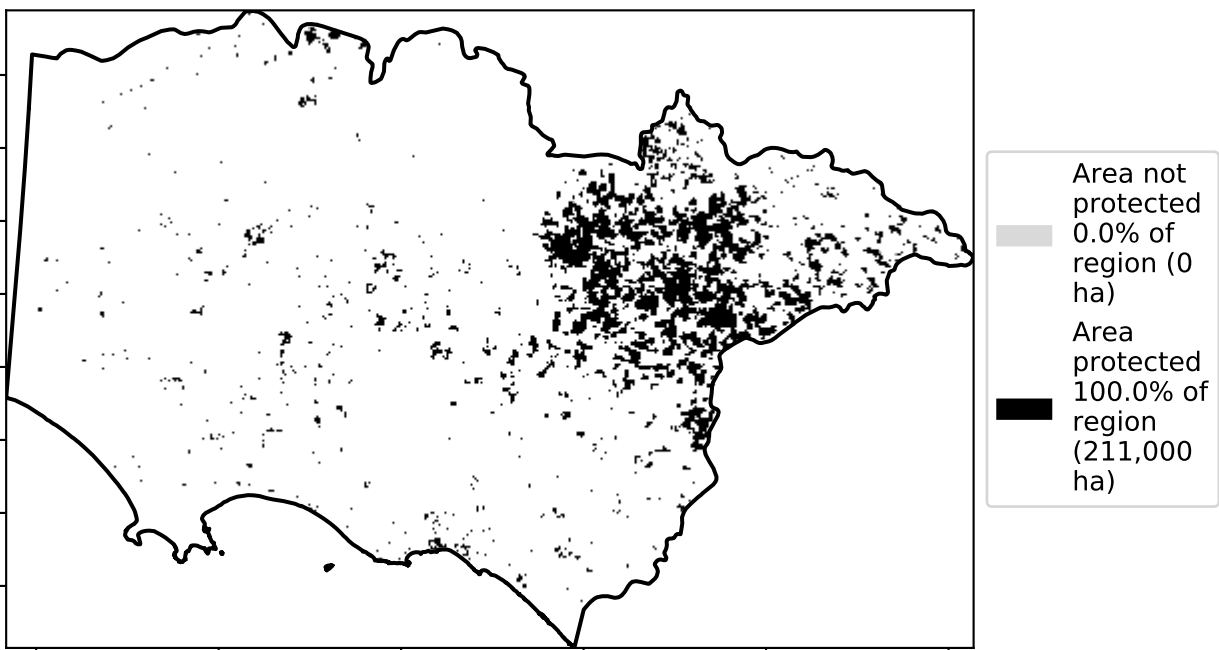 Area not
protected
0.0% of
region (0
ha)
Area
protected
100.0% of
region
(211,000
ha)